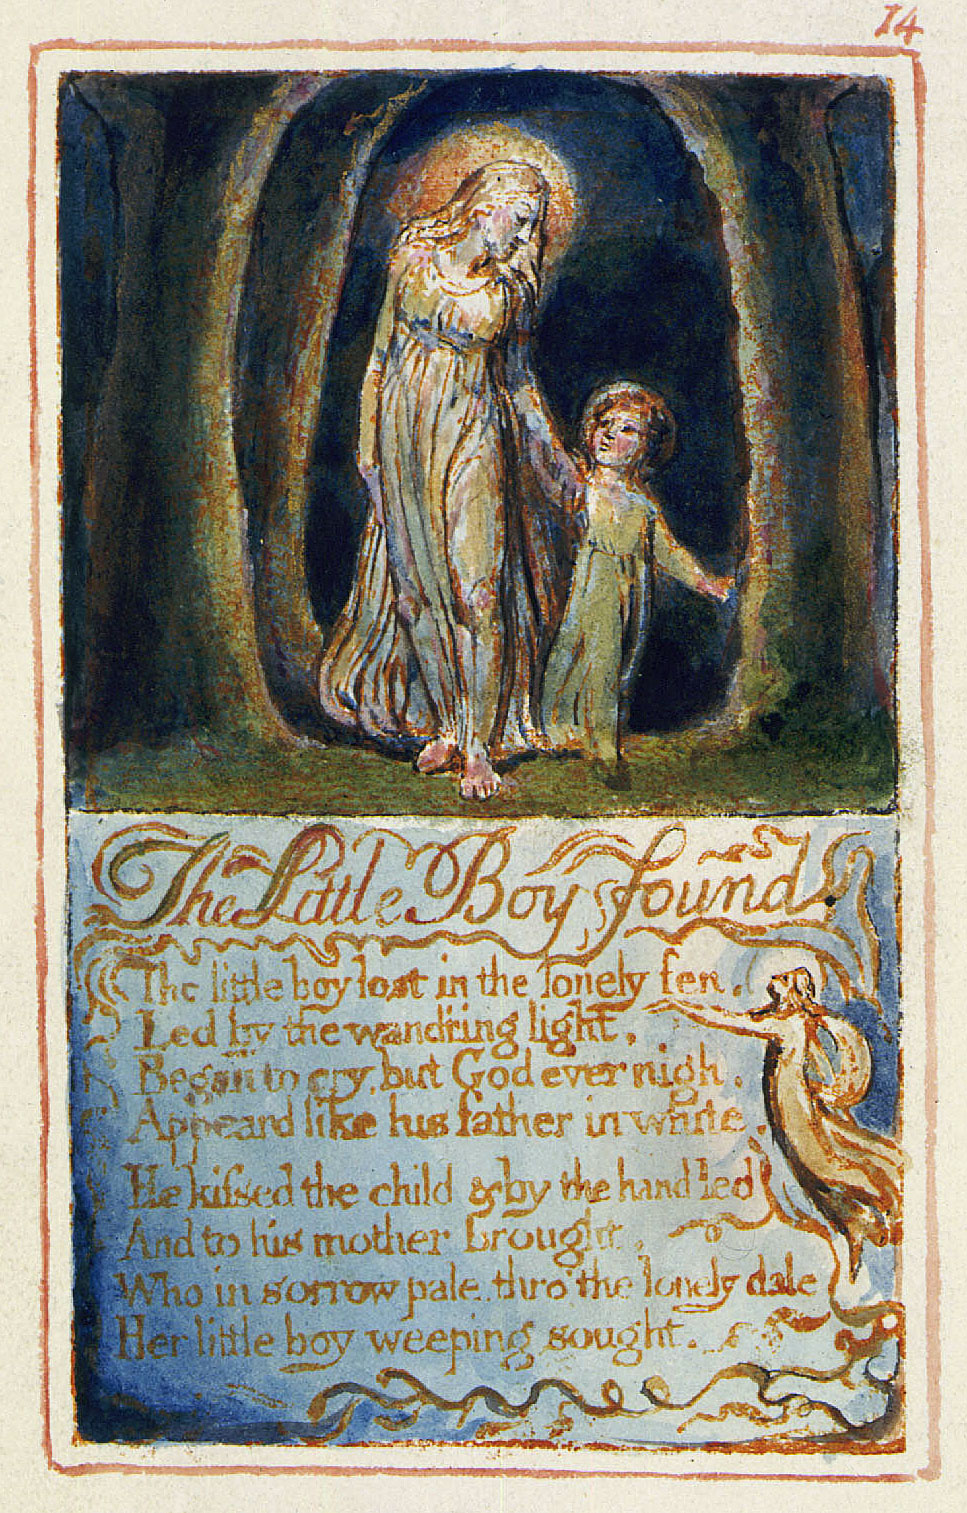 14
The Little Boy found
The little boy lost in the lonely fen,
Led by the wand'ring light,
Began to cry, but God ever nigh,
Appeard like his father in white.
He kissed the child & by the hand led
And to his mother brought,
Who in sorrow pale, thro' the lonely dale
Her little boy weeping sought.